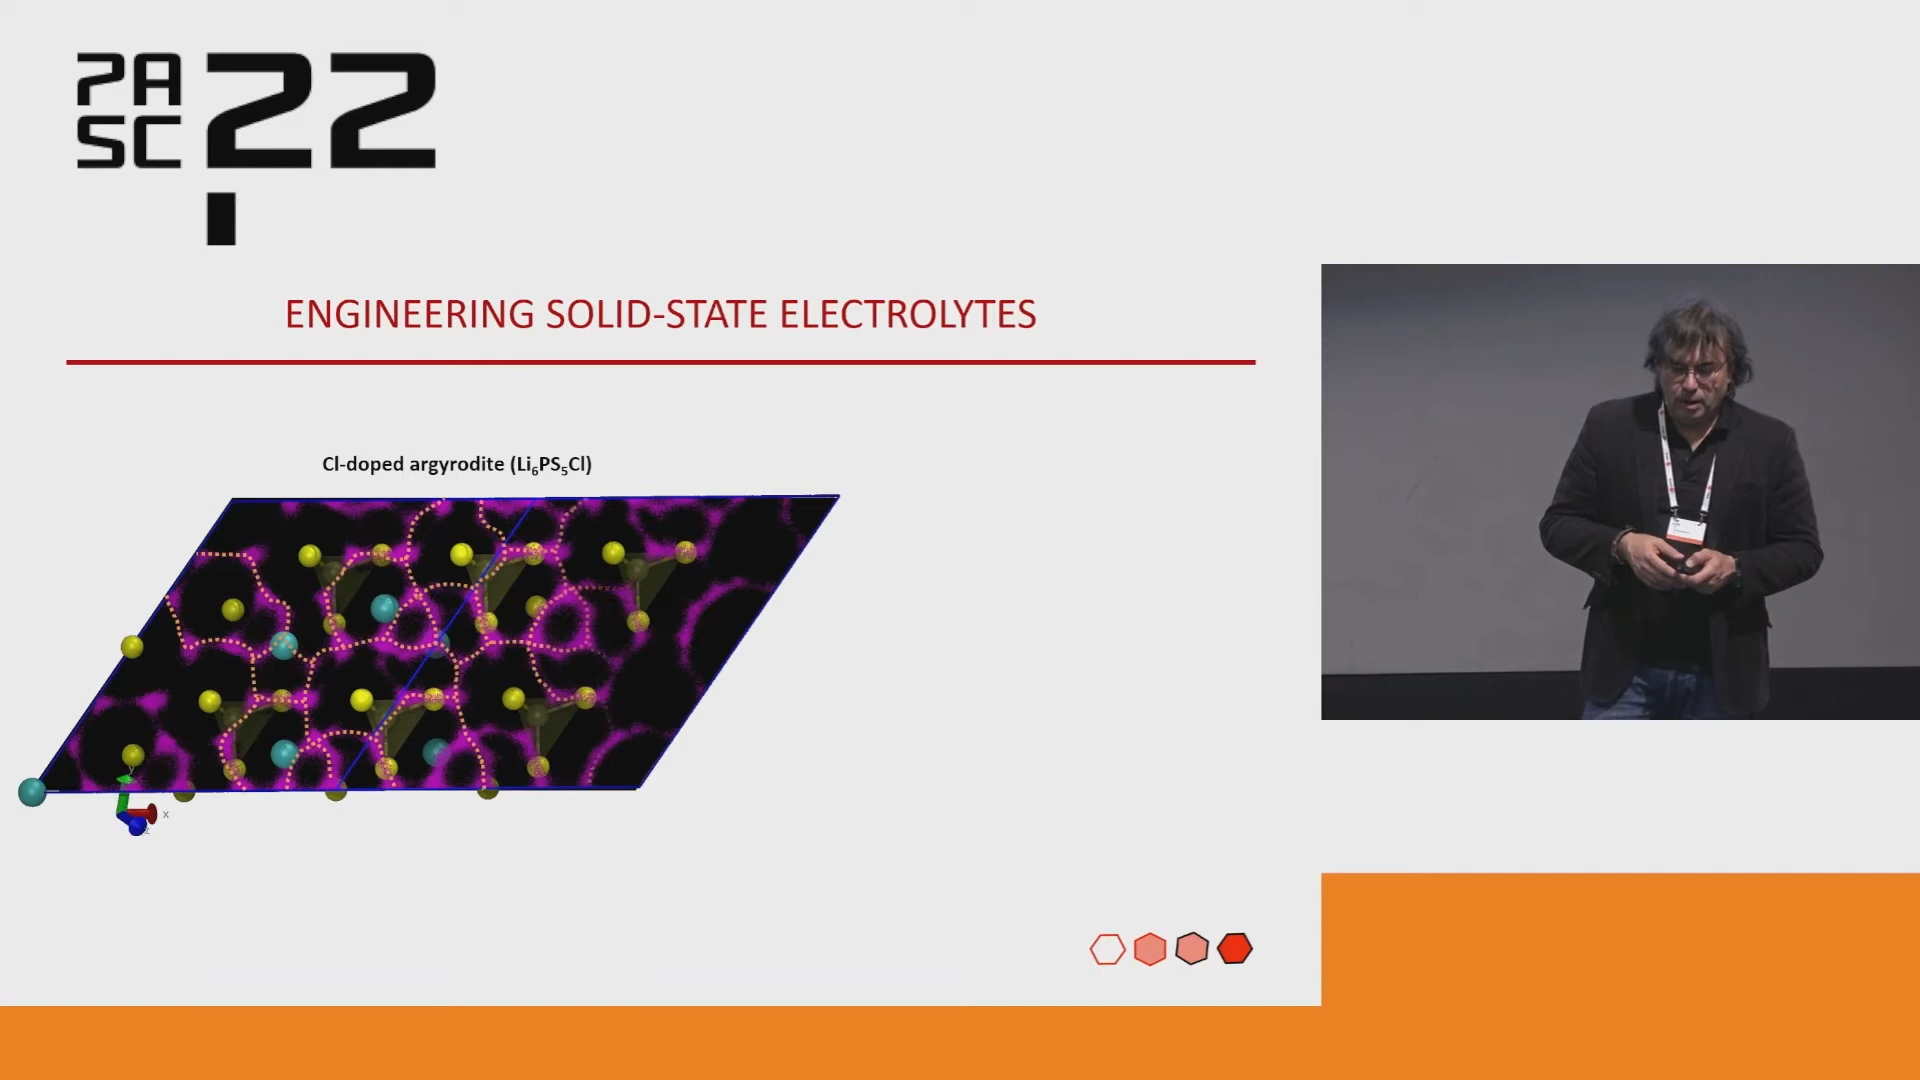 PA
SC 22
ENGINEERING SOLID-STATE ELECTROLYTES
Cl-doped argyrodite (Li₆PS₅Cl)
x
z